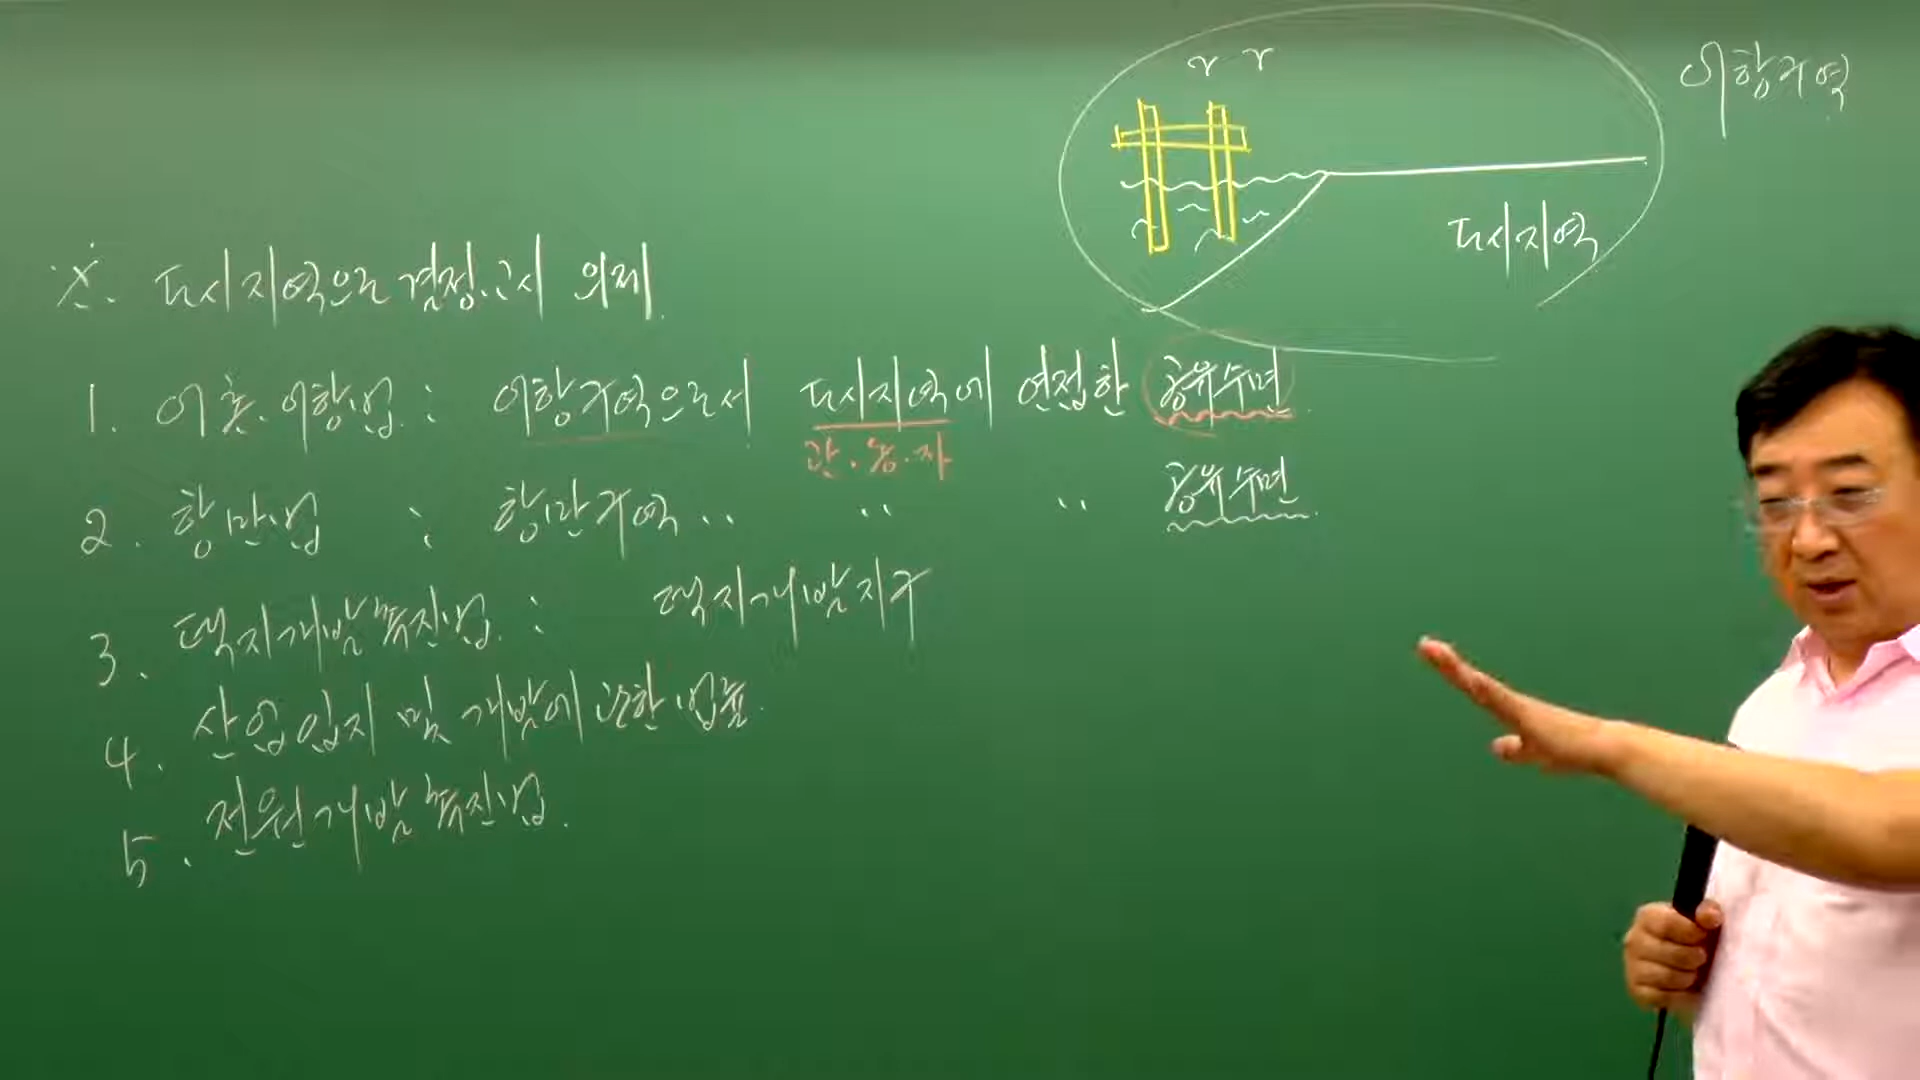 어항구역
도시지역
※. 도시지역으로 결정·고시 의제.
1. 어촌·어항법 : 어항구역으로서 도시지역에 연접한 공유수면.
관·농·자
2. 항만법 : 항만구역 〃 〃 〃 공유수면.
3. 택지개발촉진법 : 택지개발지구
4. 산업입지 및 개발에 관한 법률.
5. 전원개발촉진법.